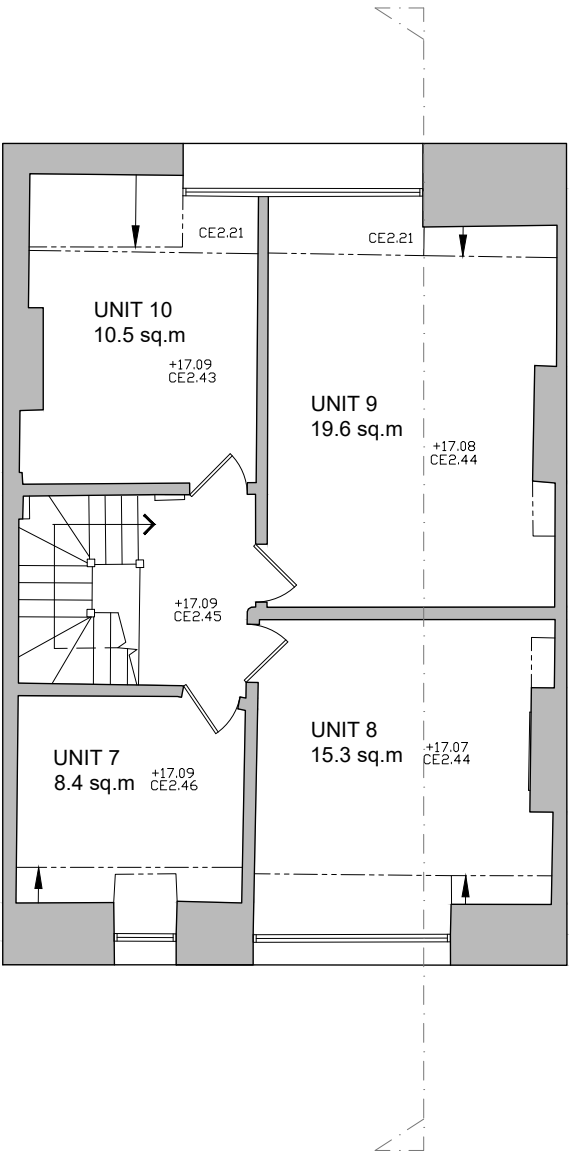 CE2.21
CE2.21
UNIT 10
10.5 sq.m
+17.09
CE2.43
UNIT 9
19.6 sq.m
+17.08
CE2.44
+17.09
CE2.45
UNIT 8
15.3 sq.m
+17.07
CE2.44
UNIT 7
8.4 sq.m
+17.09
CE2.46